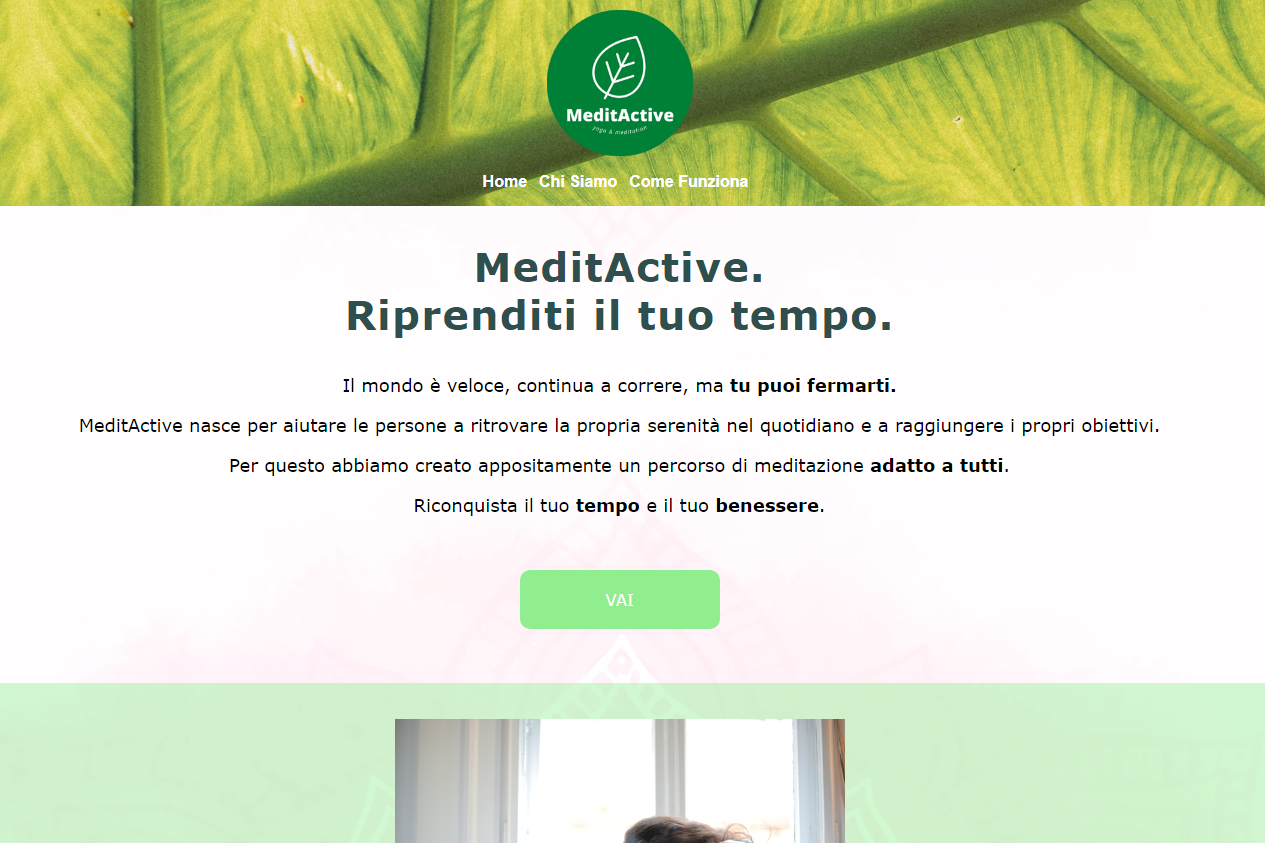 MeditActive
yoga & meditation
Home Chi Siamo Come Funziona
MeditActive.
Riprenditi il tuo tempo.
Il mondo è veloce, continua a correre, ma tu puoi fermarti.
MeditActive nasce per aiutare le persone a ritrovare la propria serenità nel quotidiano e a raggiungere i propri obiettivi.
Per questo abbiamo creato appositamente un percorso di meditazione adatto a tutti.
Riconquista il tuo tempo e il tuo benessere.
VAI